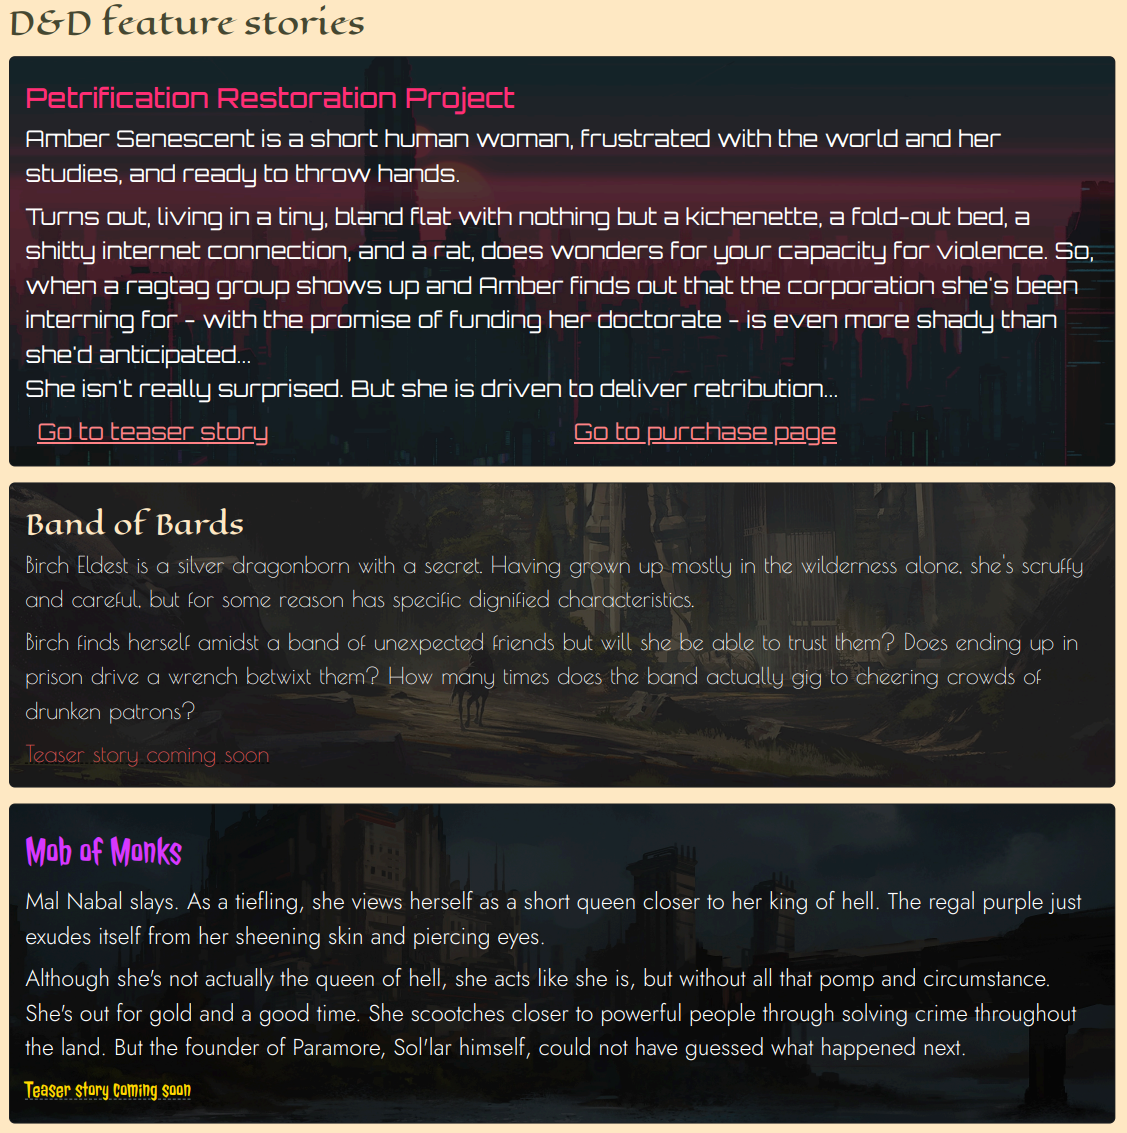 D&D feature stories
Petrification Restoration Project
Amber Senescent is a short human woman, frustrated with the world and her
studies, and ready to throw hands.
Turns out, living in a tiny, bland flat with nothing but a kichenette, a fold-out bed, a
shitty internet connection, and a rat, does wonders for your capacity for violence. So,
when a ragtag group shows up and Amber finds out that the corporation she's been
interning for - with the promise of funding her doctorate - is even more shady than
she'd anticipated...
She isn't really surprised. But she is driven to deliver retribution...
Go to teaser story Go to purchase page
Band of Bards
Birch Eldest is a silver dragonborn with a secret. Having grown up mostly in the wilderness alone, she's scruffy
and careful, but for some reason has specific dignified characteristics.
Birch finds herself amidst a band of unexpected friends but will she be able to trust them? Does ending up in
prison drive a wrench betwixt them? How many times does the band actually gig to cheering crowds of
drunken patrons?
Teaser story coming soon
Mob of Monks
Mal Nabal slays. As a tiefling, she views herself as a short queen closer to her king of hell. The regal purple just
exudes itself from her sheening skin and piercing eyes.
Although she's not actually the queen of hell, she acts like she is, but without all that pomp and circumstance.
She's out for gold and a good time. She scootches closer to powerful people through solving crime throughout
the land. But the founder of Paramore, Sol'lar himself, could not have guessed what happened next.
Teaser story coming soon